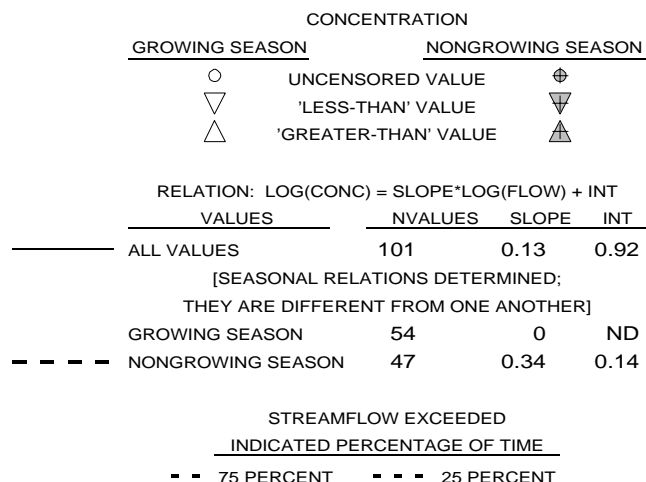 CONCENTRATION
GROWING SEASON NONGROWING SEASON
UNCENSORED VALUE
'LESS-THAN' VALUE
'GREATER-THAN' VALUE
RELATION: LOG(CONC) = SLOPE*LOG(FLOW) + INT
VALUES NVALUES SLOPE INT
ALL VALUES 101 0.13 0.92
[SEASONAL RELATIONS DETERMINED;
THEY ARE DIFFERENT FROM ONE ANOTHER]
GROWING SEASON 54 0 ND
NONGROWING SEASON 47 0.34 0.14
STREAMFLOW EXCEEDED
INDICATED PERCENTAGE OF TIME
75 PERCENT 25 PERCENT